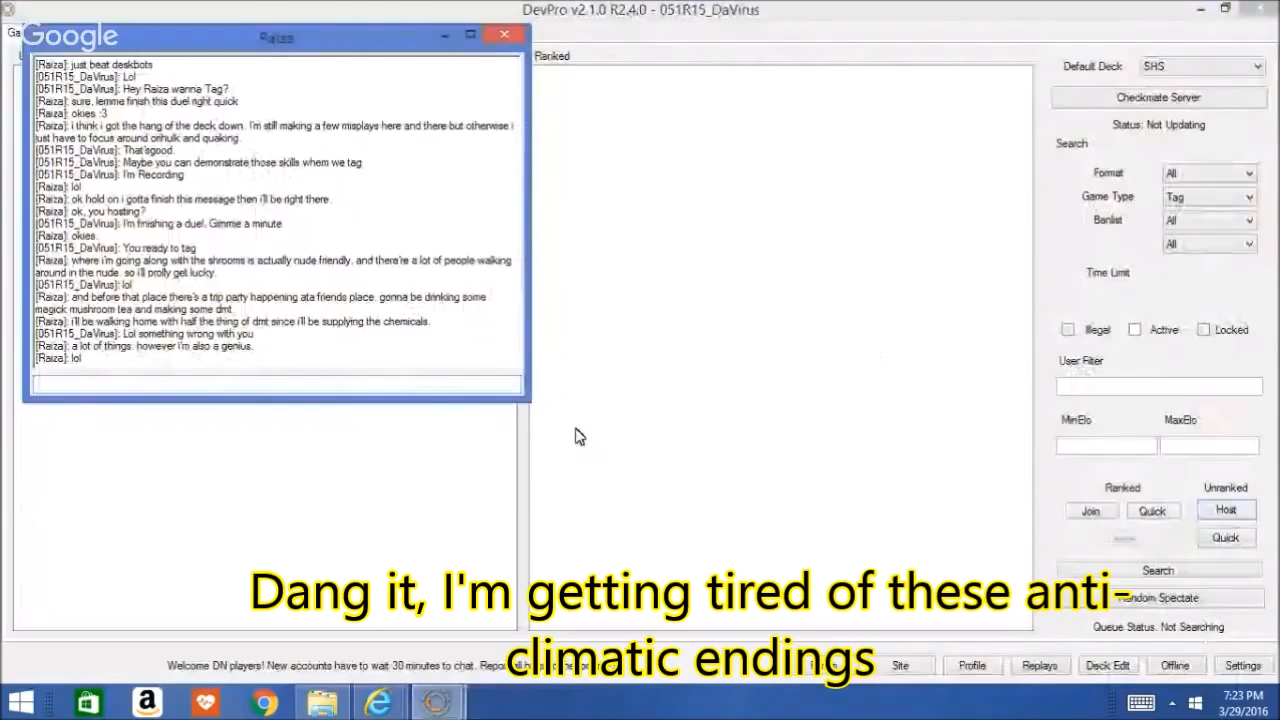 DevPro v2.1.0 R2.4.0 - 051R15_DaVirus
Google
Raiza
[Raiza]: just beat deskbots
[051R15_DaVirus]: Lol
[051R15_DaVirus]: Hey Raiza wanna Tag?
[Raiza]: sure, lemme finish this duel right quick
[Raiza]: okies :3
[Raiza]: i think i got the hang of the deck down. I'm still making a few misplays here and there but otherwise i
just have to focus around orihulk and quaking.
[051R15_DaVirus]: That'sgood.
[051R15_DaVirus]: Maybe you can demonstrate those skills whem we tag
[051R15_DaVirus]: I'm Recording
[Raiza]: lol
[Raiza]: ok hold on i gotta finish this message then i'll be right there.
[Raiza]: ok, you hosting?
[051R15_DaVirus]: I'm finishing a duel. Gimmie a minute
[Raiza]: okies.
[051R15_DaVirus]: You ready to tag
[Raiza]: where i'm going along with the shrooms is actually nude friendly, and there're a lot of people walking
around in the nude. so i'll prolly get lucky.
[051R15_DaVirus]: lol
[Raiza]: and before that place there's a trip party happening ata friends place. gonna be drinking some
magick mushroom tea and making some dmt.
[Raiza]: i'll be walking home with half the thing of dmt since i'll be supplying the chemicals.
[051R15_DaVirus]: Lol something wrong with you
[Raiza]: a lot of things. however i'm also a genius.
[Raiza]: lol
Ranked
Default Deck SHS
Checkmate Server
Status: Not Updating
Search
Format All
Game Type Tag
Banlist All
All
Time Limit
Illegal Active Locked
User Filter
MinElo MaxElo
Ranked Unranked
Join Quick Host
Quick
Search
Random Spectate
Queue Status. Not Searching
Dang it, I'm getting tired of these anti-
climatic endings
Welcome DN players! New accounts have to wait 30 minutes to chat.
Site Profile Replays Deck Edit Offline Settings
7:23 PM
3/29/2016